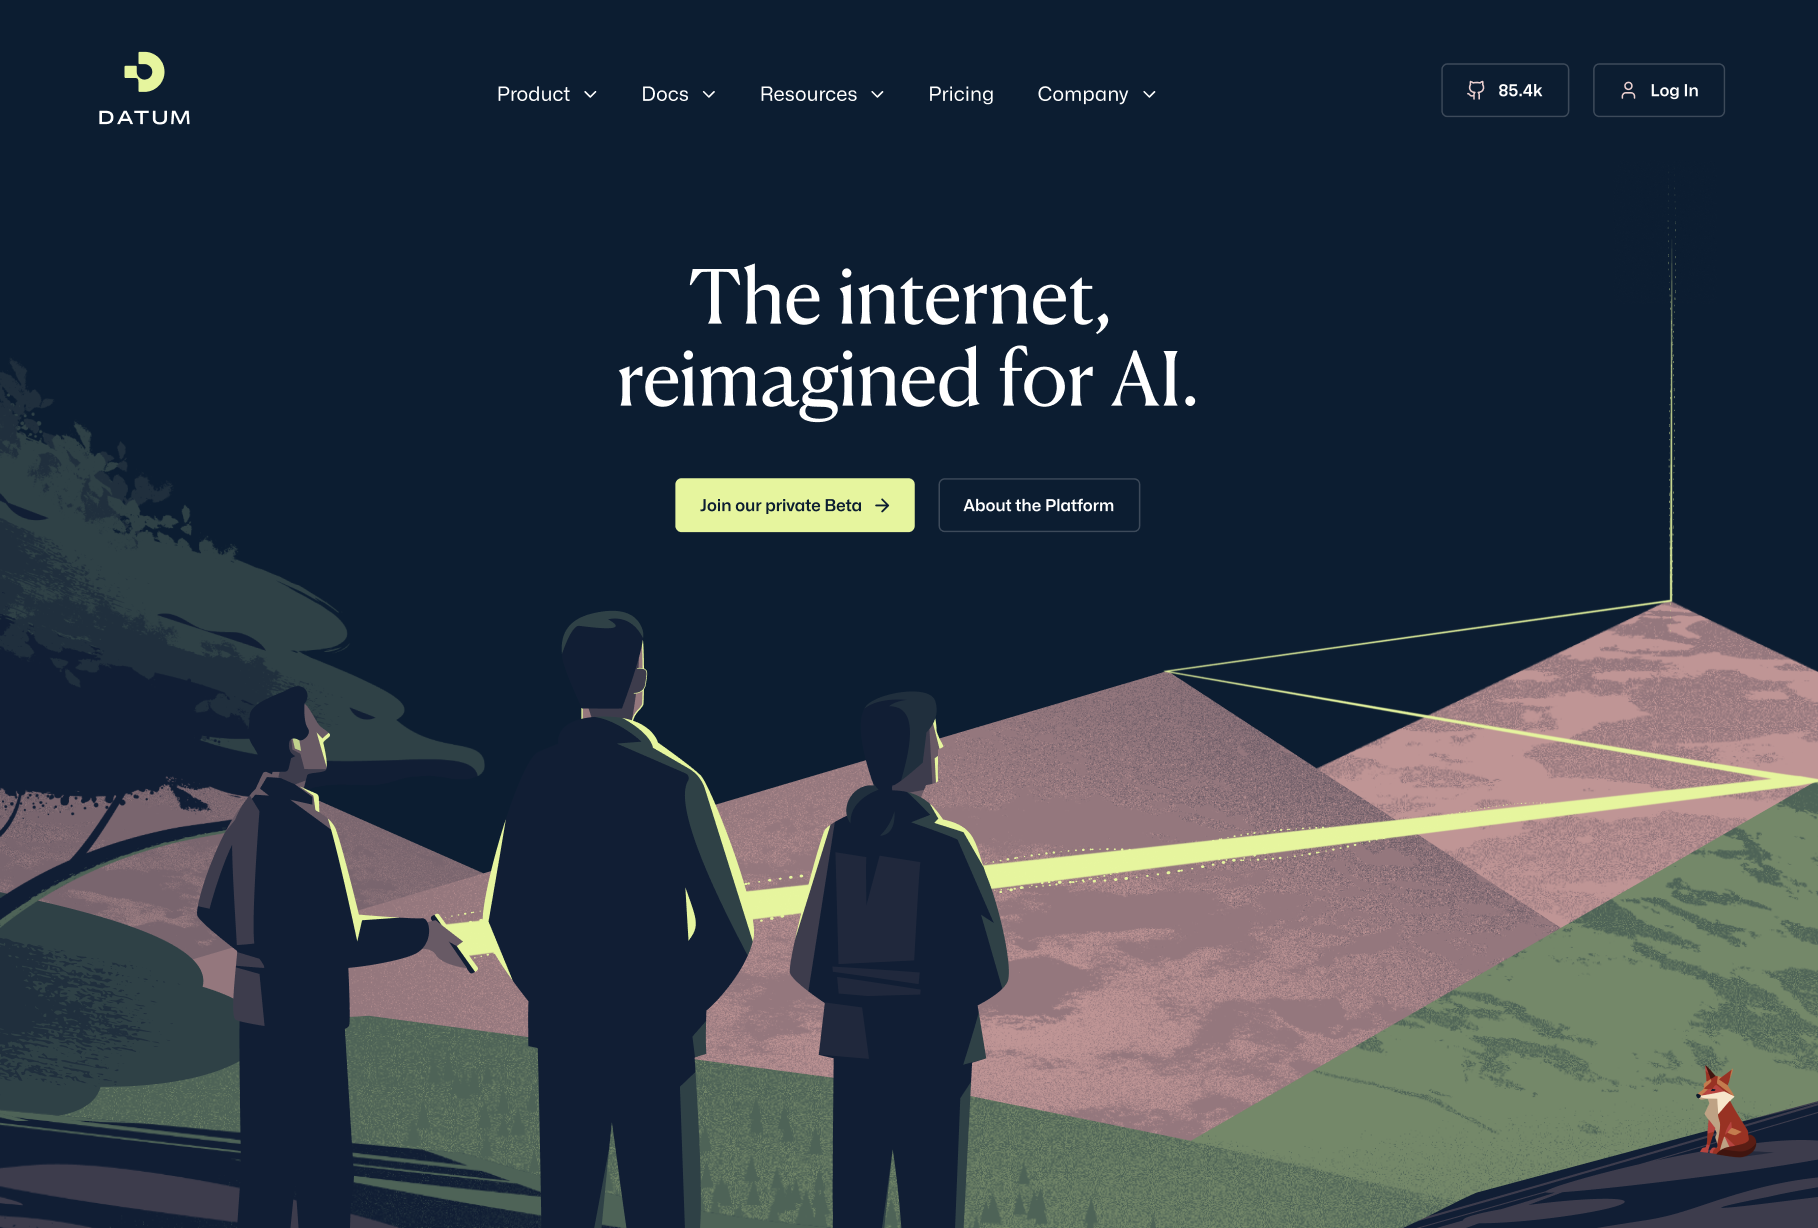 DATUM
Product
Docs
Resources
Pricing
Company
85.4k
Log In
The internet,
reimagined for AI.
Join our private Beta
About the Platform